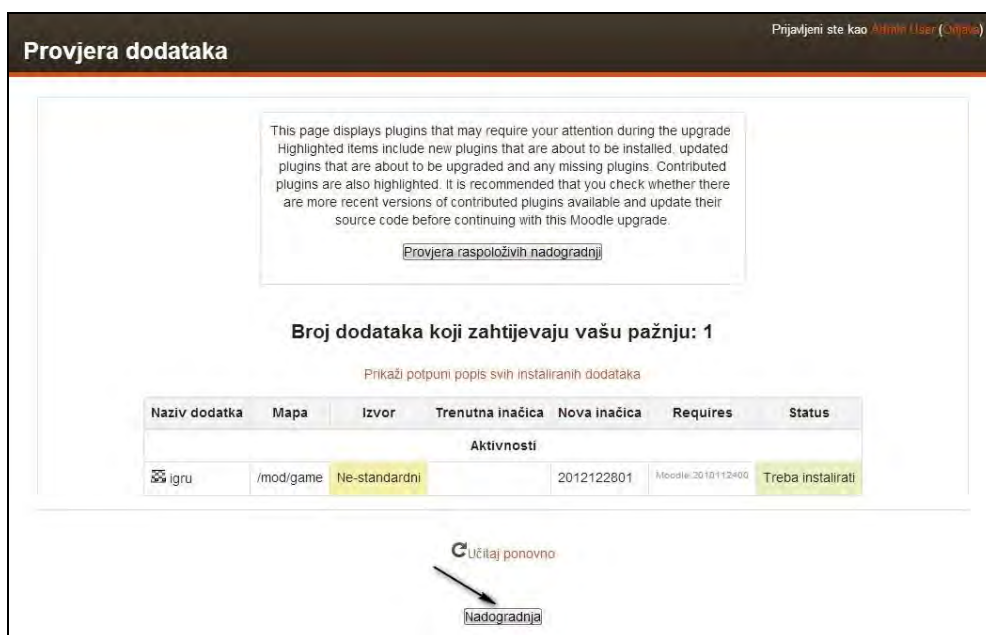 Prijavljeni ste kao Admin User (Odjava)
Provjera dodataka
This page displays plugins that may require your attention during the upgrade
Highlighted items include new plugins that are about to be installed, updated
plugins that are about to be upgraded and any missing plugins. Contributed
plugins are also highlighted. It is recommended that you check whether there
are more recent versions of contributed plugins available and update their
source code before continuing with this Moodle upgrade.
Provjera raspoloživih nadogradnji
Broj dodataka koji zahtijevaju vašu pažnju: 1
Prikaži potpuni popis svih instaliranih dodataka
Naziv dodatka Mapa Izvor Trenutna inačica Nova inačica Requires Status
Aktivnosti
igru /mod/game Ne-standardni 2012122801 Moodle 2010112400 Treba instalirati
Učitaj ponovno
Nadogradnja